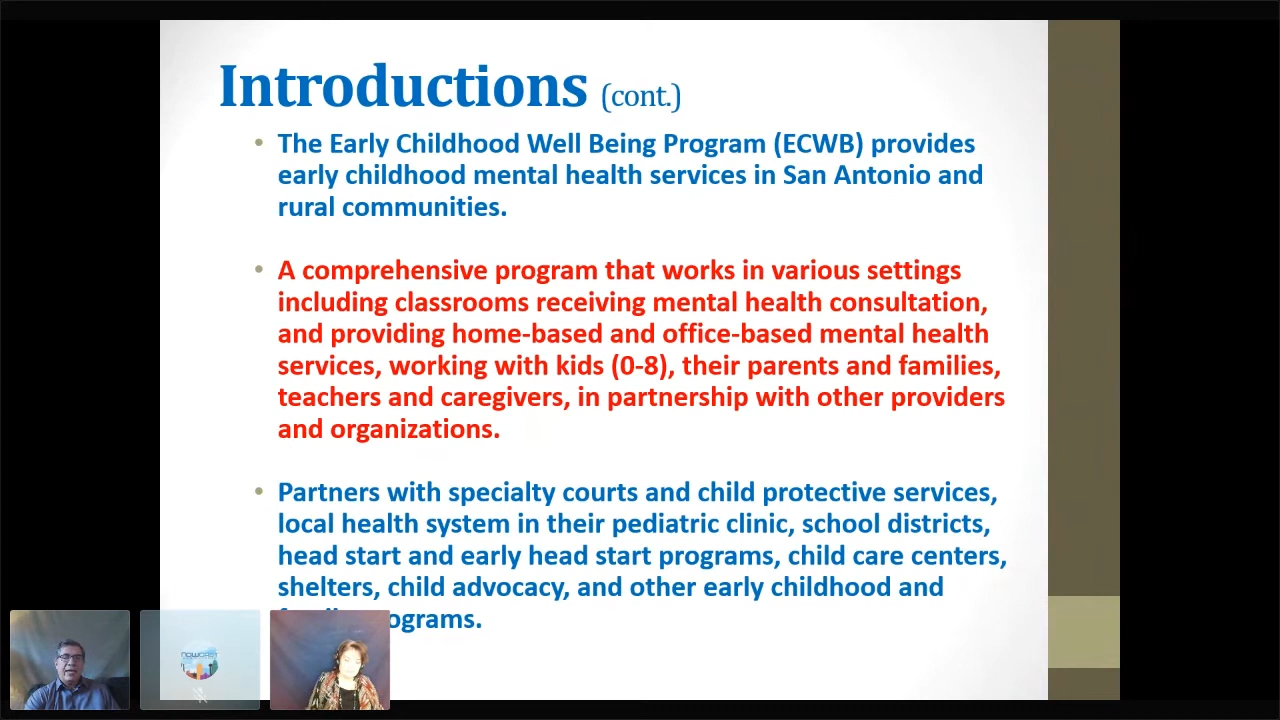 Introductions (cont.)
• The Early Childhood Well Being Program (ECWB) provides
early childhood mental health services in San Antonio and
rural communities.
• A comprehensive program that works in various settings
including classrooms receiving mental health consultation,
and providing home-based and office-based mental health
services, working with kids (0-8), their parents and families,
teachers and caregivers, in partnership with other providers
and organizations.
• Partners with specialty courts and child protective services,
local health system in their pediatric clinic, school districts,
head start and early head start programs, child care centers,
shelters, child advocacy, and other early childhood and
ograms.
NOWCAST